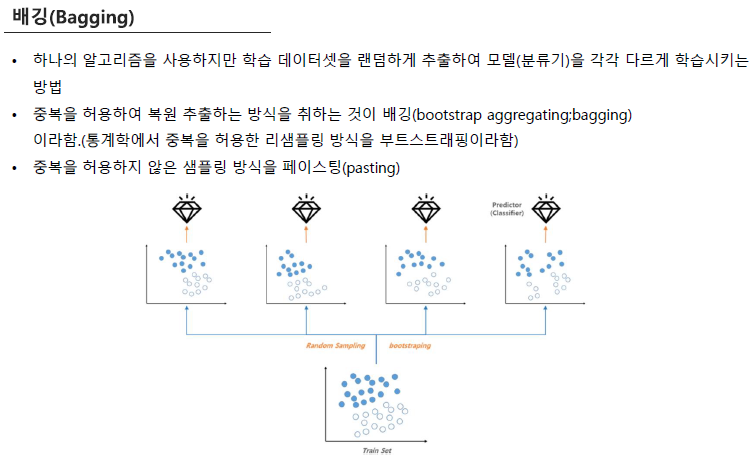 배깅(Bagging)
• 하나의 알고리즘을 사용하지만 학습 데이터셋을 랜덤하게 추출하여 모델(분류기)을 각각 다르게 학습시키는
방법
• 중복을 허용하여 복원 추출하는 방식을 취하는 것이 배깅(bootstrap aggregating;bagging)
이라함.(통계학에서 중복을 허용한 리샘플링 방식을 부트스트래핑이라함)
• 중복을 허용하지 않은 샘플링 방식을 페이스팅(pasting)
Predictor
(Classifier)
Random Sampling bootstraping
Train Set